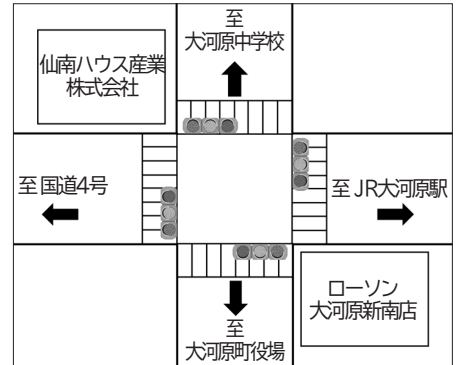 至
大河原中学校
仙南ハウス産業
株式会社
至 国道4号
至 JR大河原駅
ローソン
大河原新南店
至
大河原町役場